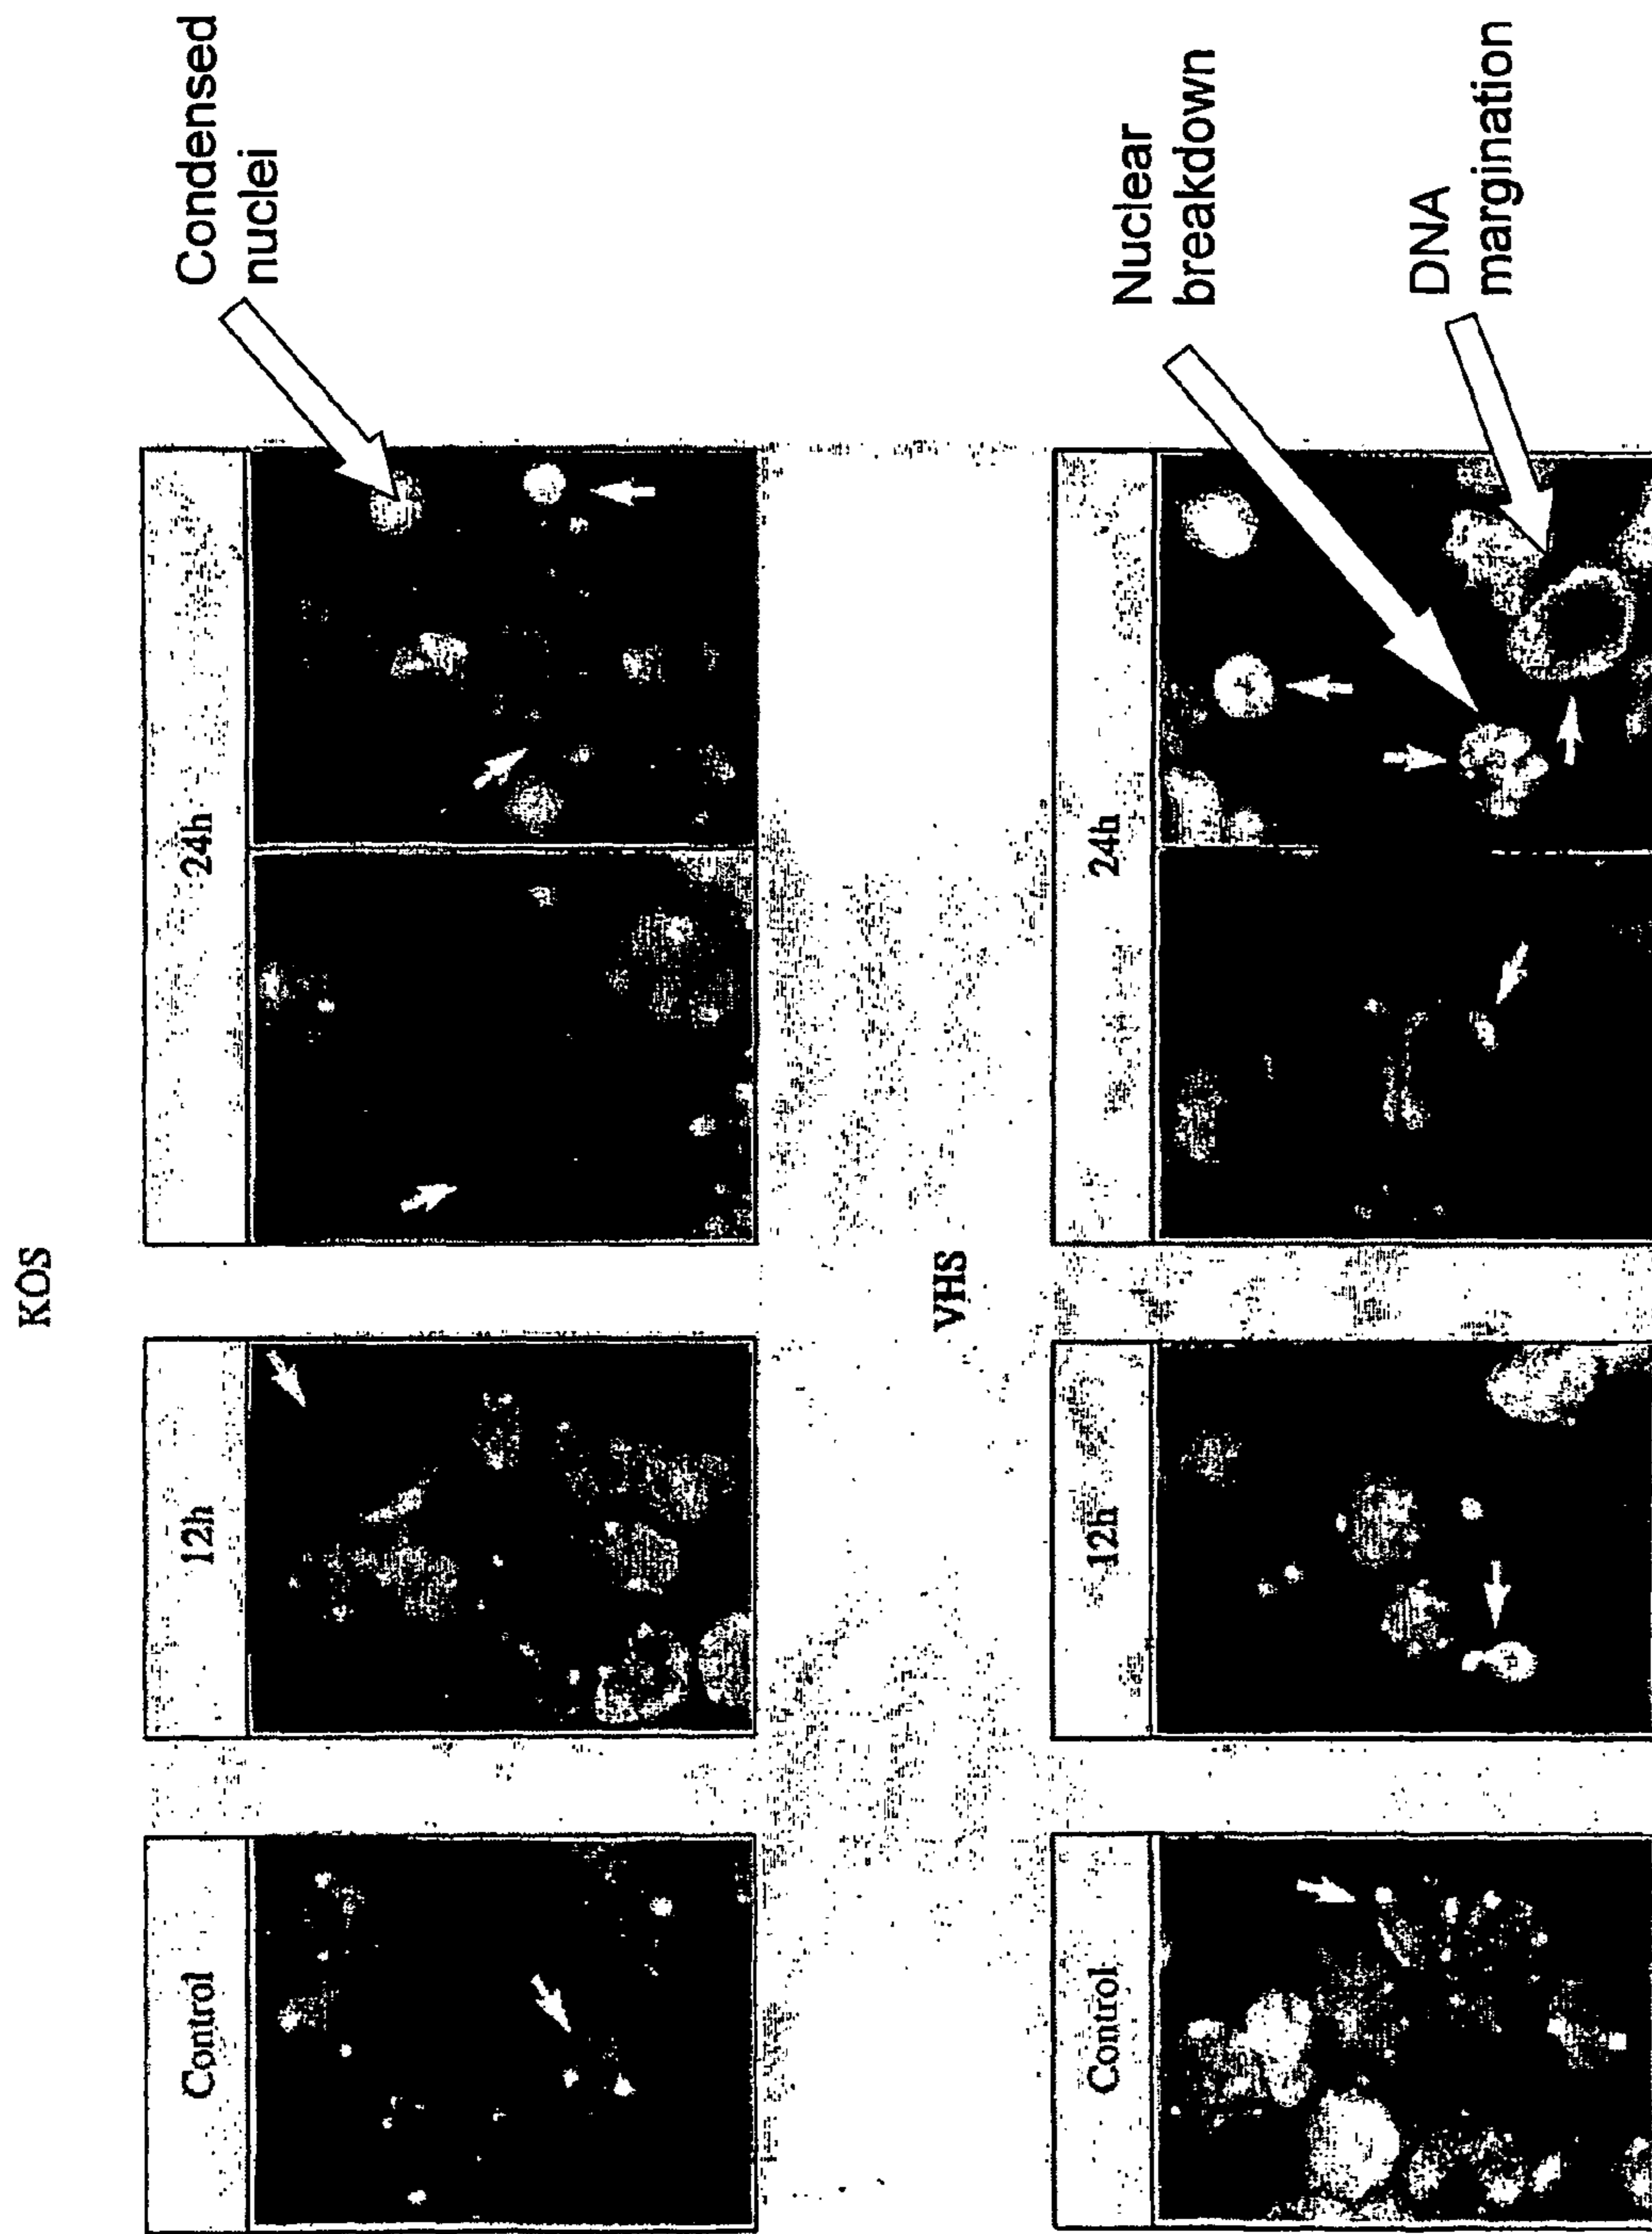 KOS
Control
12h
24h
Condensed
nuclei
VHS
Control
12h
24h
Nuclear
breakdown
DNA
margination